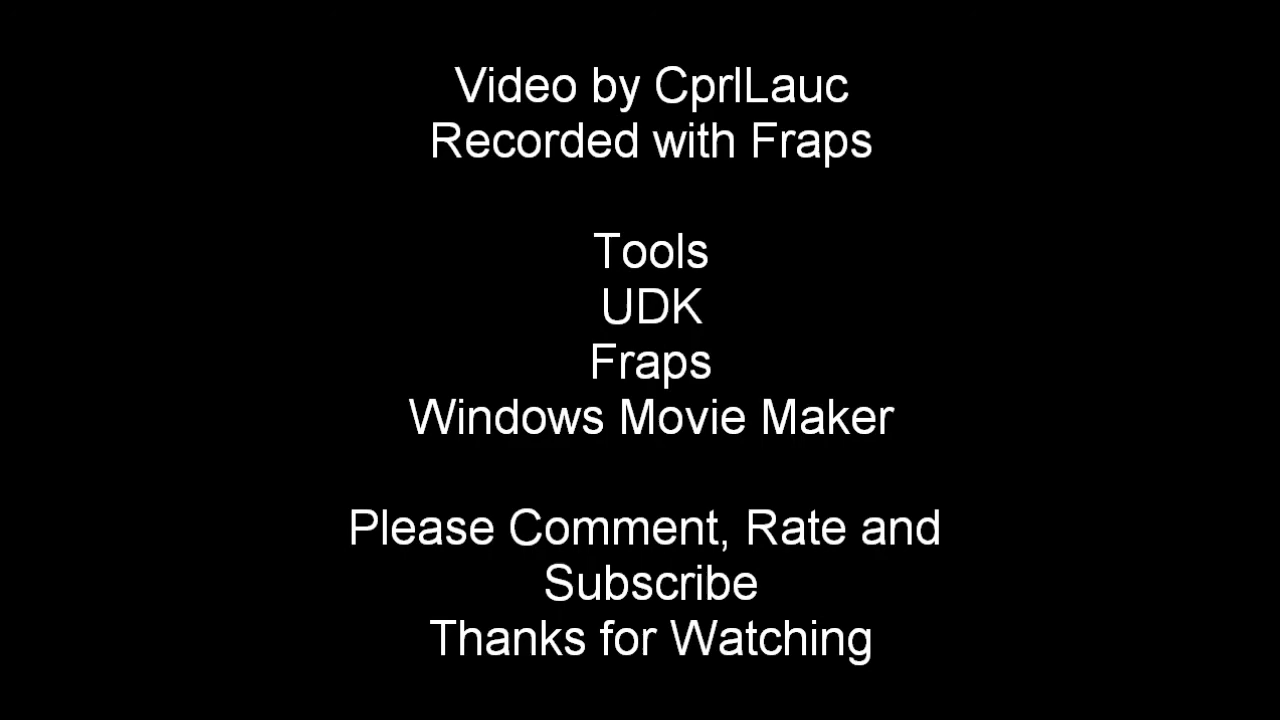 Video by CprlLauc
Recorded with Fraps
Tools
UDK
Fraps
Windows Movie Maker
Please Comment, Rate and
Subscribe
Thanks for Watching